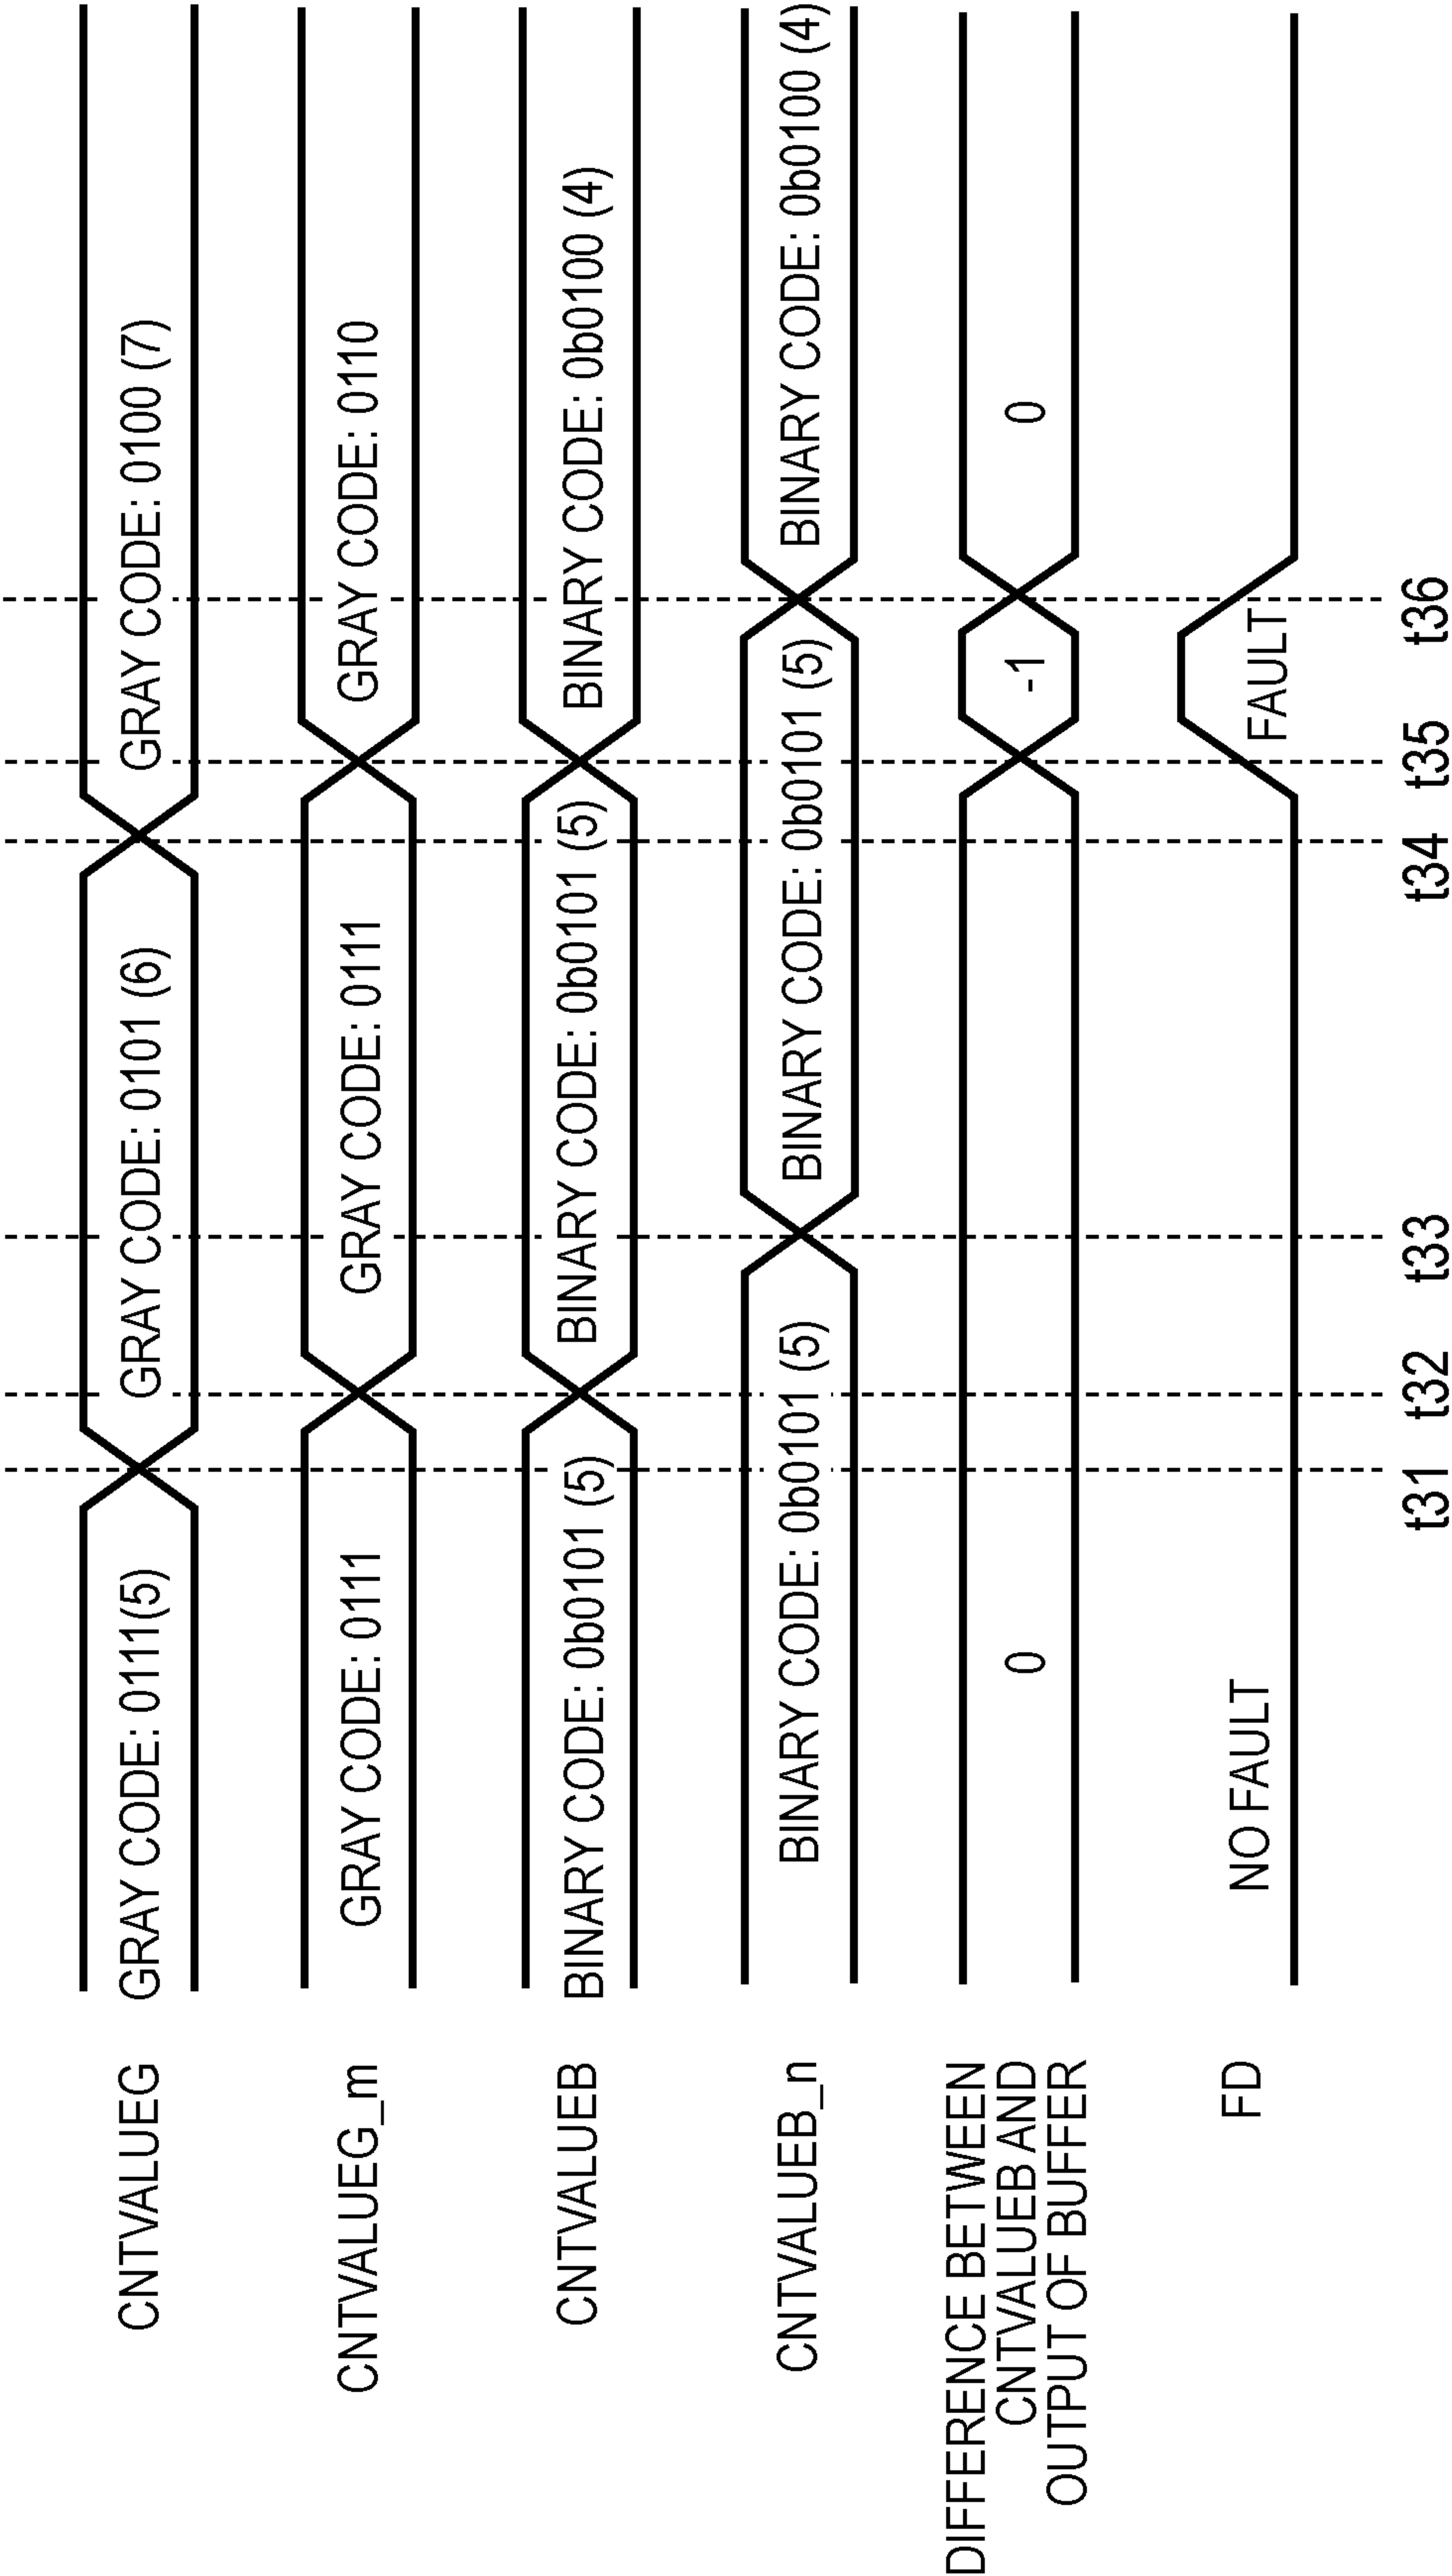 CNTVALUEG
GRAY CODE: 0111(5)
GRAY CODE: 0101 (6)
GRAY CODE: 0100 (7)
CNTVALUEG_m
GRAY CODE: 0111
GRAY CODE: 0111
GRAY CODE: 0110
CNTVALUEB
BINARY CODE: 0b0101 (5)
BINARY CODE: 0b0101 (5)
BINARY CODE: 0b0100 (4)
CNTVALUEB_n
BINARY CODE: 0b0101 (5)
BINARY CODE: 0b0101 (5)
BINARY CODE: 0b0100 (4)
DIFFERENCE BETWEEN
CNTVALUEB AND
OUTPUT OF BUFFER
0
-1
0
FD
NO FAULT
FAULT
t31
t32
t33
t34
t35
t36